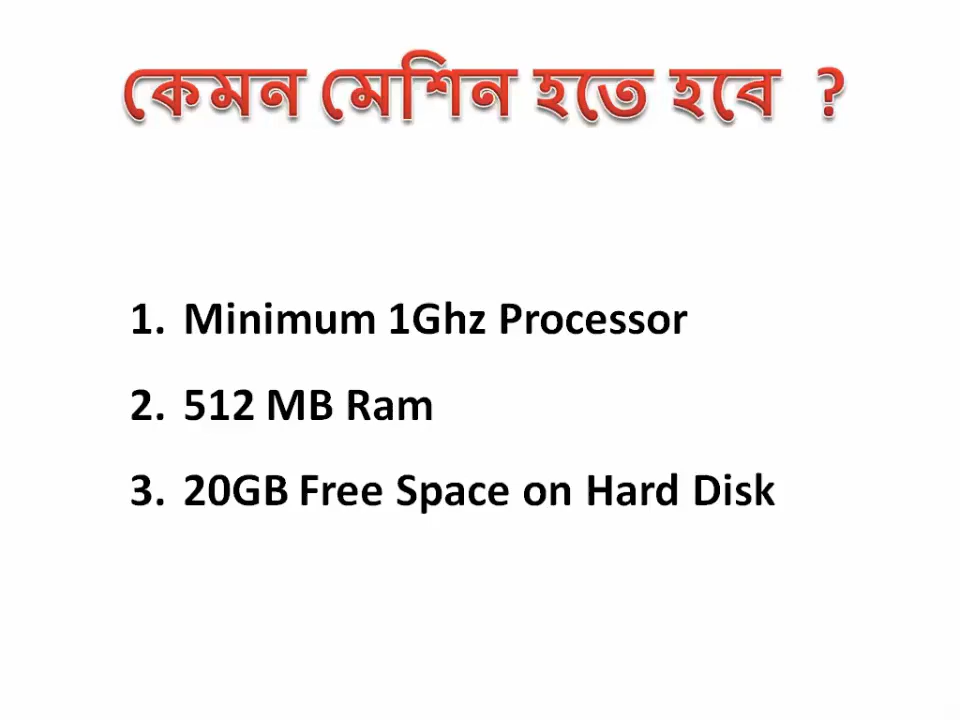 কেমন মেশিন হতে হবে ?
1. Minimum 1Ghz Processor
2. 512 MB Ram
3. 20GB Free Space on Hard Disk